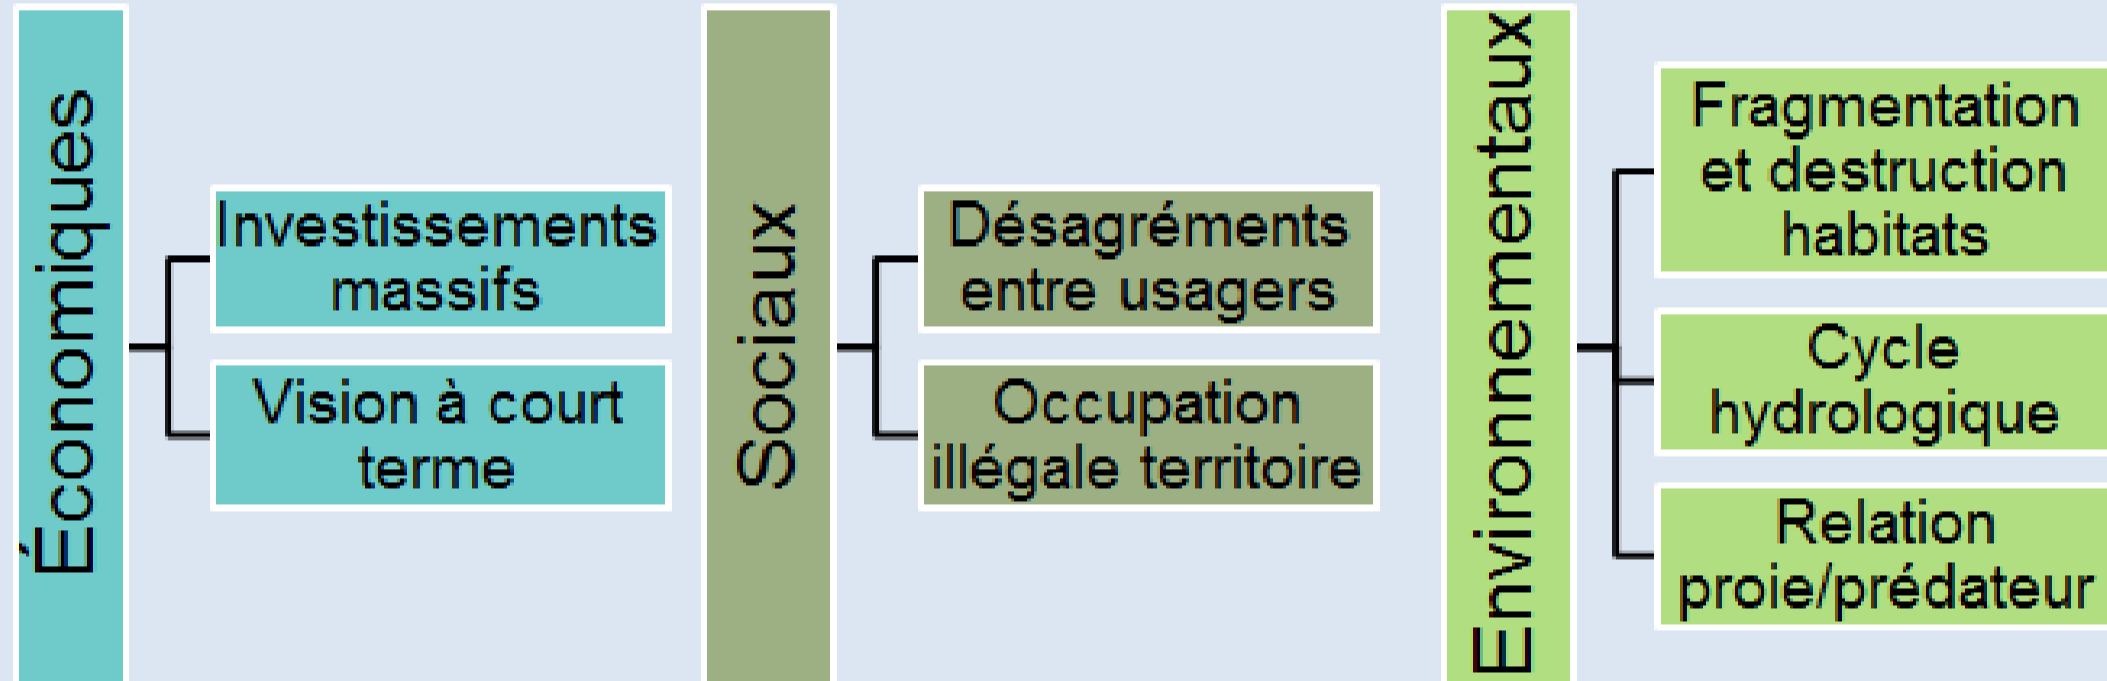 Économiques
Investissements
massifs
Vision à court
terme
Sociaux
Désagréments
entre usagers
Occupation
illégale territoire
Environnementaux
Fragmentation
et destruction
habitats
Cycle
hydrologique
Relation
proie/prédateur